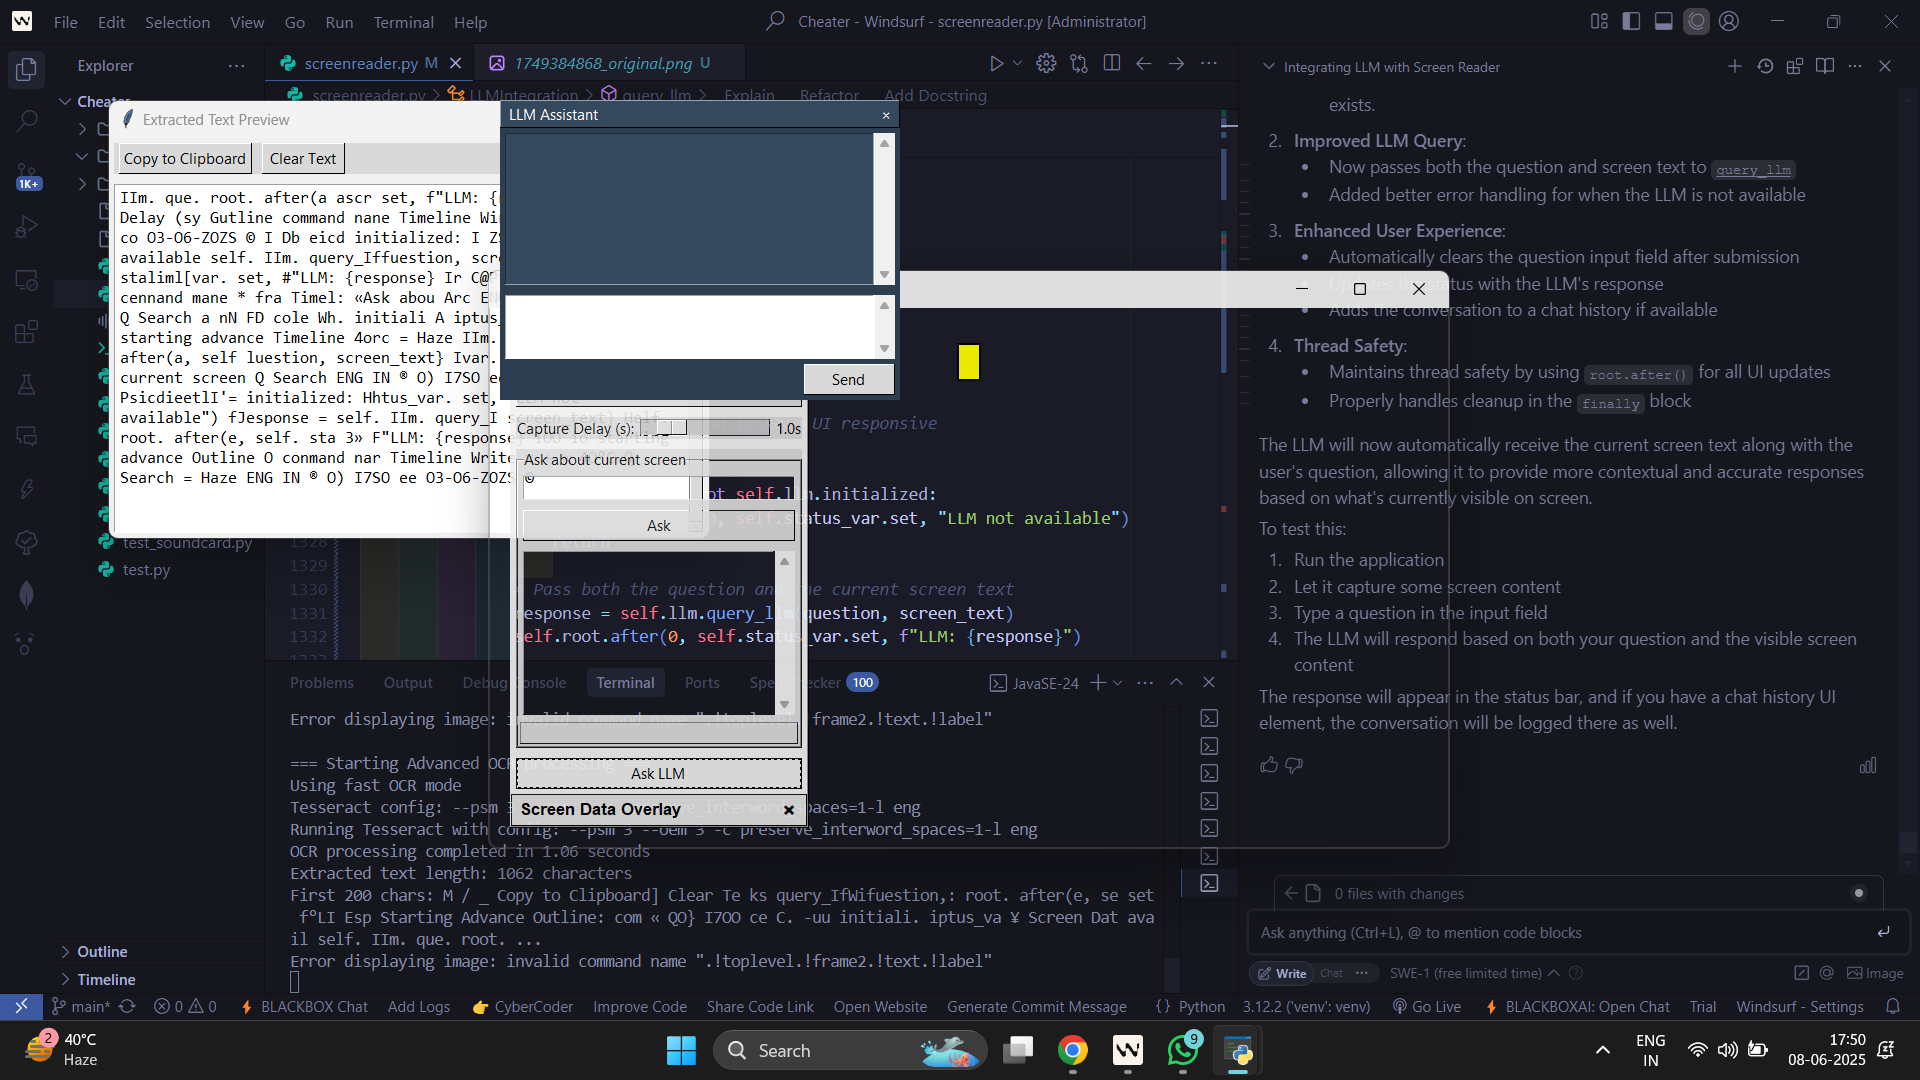 File Edit Selection View Go Run Terminal Help
Cheater - Windsurf - screenreader.py [Administrator]
Explorer
screenreader.py M
1749384868_original.png U
Integrating LLM with Screen Reader
Cheater
screenreader.py > LLMIntegration > query_llm > Explain Refactor Add Docstring
Extracted Text Preview
Copy to Clipboard
Clear Text
IIm. que. root. after(a ascr set, f"LLM: {
Delay (sy Gutline command nane Timeline Wi
co O3-O6-ZOZS © I Db eicd initialized: I Z
available self. IIm. query_Iffuestion, scr
staliml[var. set, #"LLM: {response} Ir C@
cennand mane * fra Timel: «Ask abou Arc EN
Q Search a nN FD cole Wh. initiali A iptus
starting advance Timeline 4orc = Haze IIm.
after(a, self luestion, screen_text} Ivar.
current screen Q Search ENG IN ® O) I7SO ee
PsicdieetlI'= initialized: Hhtus_var. set,
available") fJesponse = self. IIm. query_I screen text} Half
root. after(e, self. sta 3» F"LLM: {response} 100 io starting
advance Outline O conmand nar Timeline Write
Search = Haze ENG IN ® O) I7SO ee O3-O6-ZOZS ©
LLM Assistant
×
Send
Capture Delay (s):
1.0s
Ask about current screen
Ask
Ask LLM
Screen Data Overlay
×
UI responsive
self.llm.initialized:
self.status_var.set, "LLM not available")
return
Pass both the question and the current screen text
response = self.llm.query_llm(question, screen_text)
self.root.after(0, self.status_var.set, f"LLM: {response}")
1328
1329
1330
1331
1332
1333
test_soundcard.py
test.py
1K+
Problems Output Debug Console Terminal Ports Spell Checker 100
JavaSE-24
Error displaying image: invalid command name ".!toplevel.!frame2.!text.!label"
=== Starting Advanced OCR processing
Using fast OCR mode
Tesseract config: --psm 3 interword_spaces=1-l eng
Running Tesseract with config: --psm 3 --oem 3 -c preserve_interword_spaces=1-l eng
OCR processing completed in 1.06 seconds
Extracted text length: 1062 characters
First 200 chars: M / _ Copy to Clipboard] Clear Te ks query_IfWifuestion,: root. after(e, se set
fºLI Esp Starting Advance Outline: com « QO} I7OO ce C. -uu initiali. iptus_va ¥ Screen Dat ava
il self. IIm. que. root. ...
Error displaying image: invalid command name ".!toplevel.!frame2.!text.!label"
exists.
2. Improved LLM Query:
• Now passes both the question and screen text to query_llm
• Added better error handling for when the LLM is not available
3. Enhanced User Experience:
• Automatically clears the question input field after submission
• Updates the status with the LLM's response
• Adds the conversation to a chat history if available
4. Thread Safety:
• Maintains thread safety by using root.after() for all UI updates
• Properly handles cleanup in the finally block
The LLM will now automatically receive the current screen text along with the
user's question, allowing it to provide more contextual and accurate responses
based on what's currently visible on screen.
To test this:
1. Run the application
2. Let it capture some screen content
3. Type a question in the input field
4. The LLM will respond based on both your question and the visible screen
content
The response will appear in the status bar, and if you have a chat history UI
element, the conversation will be logged there as well.
0 files with changes
Ask anything (Ctrl+L), @ to mention code blocks
Write Chat ... SWE-1 (free limited time)
Image
Outline
Timeline
main* 0 0 BLACKBOX Chat Add Logs CyberCoder Improve Code Share Code Link Open Website Generate Commit Message {} Python 3.12.2 ('venv': venv) Go Live BLACKBOXAI: Open Chat Trial Windsurf - Settings
2
40°C
Haze
Search
9
ENG
IN
17:50
08-06-2025